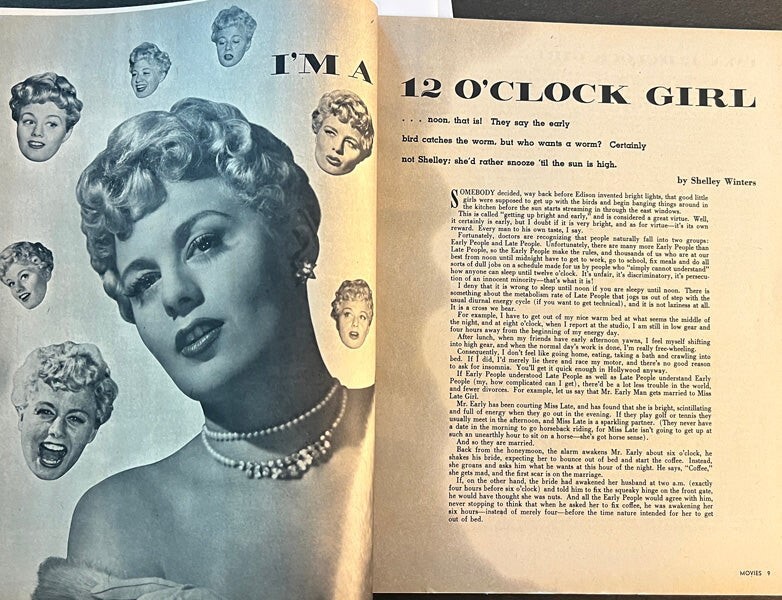 I'M A
12 O'CLOCK GIRL
. . . noon, that is! They say the early
bird catches the worm, but who wants a worm? Certainly
not Shelley; she'd rather snooze 'til the sun is high.
by Shelley Winters
SOMEBODY decided, way back before Edison invented bright lights, that good little
girls were supposed to get up with the birds and begin banging things around in
the kitchen before the sun starts streaming in through the east windows.
This is called "getting up bright and early," and is considered a great virtue. Well,
it certainly is early, but I doubt if it is very bright, and as for virtue—it's its own
reward. Every man to his own taste, I say.
Fortunately, doctors are recognizing that people naturally fall into two groups:
Early People and Late People. Unfortunately, there are many more Early People than
Late People, so the Early People make the rules, and thousands of us who are at our
best from noon until midnight have to get to work, go to school, fix meals and do all
sorts of dull jobs on a schedule made for us by people who "simply cannot understand"
how anyone can sleep until twelve o'clock. It's unfair, it's discriminatory, it's persecu-
tion of an innocent minority—that's what it is!
I deny that it is wrong to sleep until noon if you are sleepy until noon. There is
something about the metabolism rate of Late People that jogs us out of step with the
usual diurnal energy cycle (if you want to get technical), and it is not laziness at all.
It is a cross we bear.
For example, I have to get out of my nice warm bed at what seems the middle of
the night, and at eight o'clock, when I report at the studio, I am still in low gear and
four hours away from the beginning of my energy day.
After lunch, when my friends have early afternoon yawns, I feel myself shifting
into high gear, and when the normal day's work is done, I'm really free-wheeling.
Consequently, I don't feel like going home, eating, taking a bath and crawling into
bed. If I did, I'd merely lie there and race my motor, and there's no good reason
to ask for insomnia. You'll get it quick enough in Hollywood anyway.
If Early People understood Late People as well as Late People understand Early
People (my, how complicated can I get), there'd be a lot less trouble in the world,
and fewer divorces. For example, let us say that Mr. Early Man gets married to Miss
Late Girl.
Mr. Early has been courting Miss Late, and has found that she is bright, scintillating
and full of energy when they go out in the evening. If they play golf or tennis they
usually meet in the afternoon, and Miss Late is a sparkling partner. (They never have
a date in the morning to go horseback riding, for Miss Late isn't going to get up at
such an unearthly hour to sit on a horse—she's got horse sense).
And so they are married.
Back from the honeymoon, the alarm awakens Mr. Early about six o'clock, he
shakes his bride, expecting her to bounce out of bed and start the coffee. Instead,
she groans and asks him what he wants at this hour of the night. He says, "Coffee,"
she gets mad, and the first scar is on the marriage.
If, on the other hand, the bride had awakened her husband at two a.m. (exactly
four hours before six o'clock) and told him to fix the squeaky hinge on the front gate,
he would have thought she was nuts. And all the Early People would agree with him,
never stopping to think that when he asked her to fix coffee, he was awakening her
six hours—instead of merely four—before the time nature intended for her to get
out of bed.
MOVIES 9